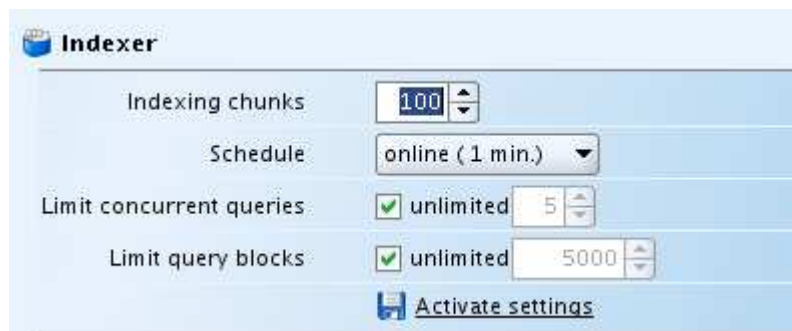 Indexer
Indexing chunks 100
Schedule online ( 1 min.)
Limit concurrent queries unlimited 5
Limit query blocks unlimited 5000
Activate settings